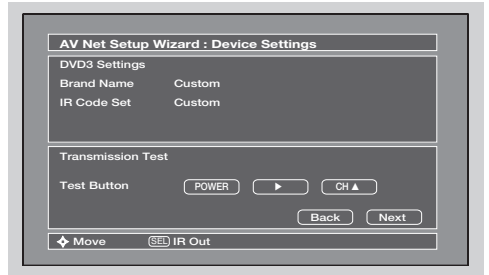 AV Net Setup Wizard : Device Settings
DVD3 Settings
Brand Name Custom
IR Code Set Custom
Transmission Test
Test Button POWER ▶ CH▲
Back Next
Move SEL IR Out